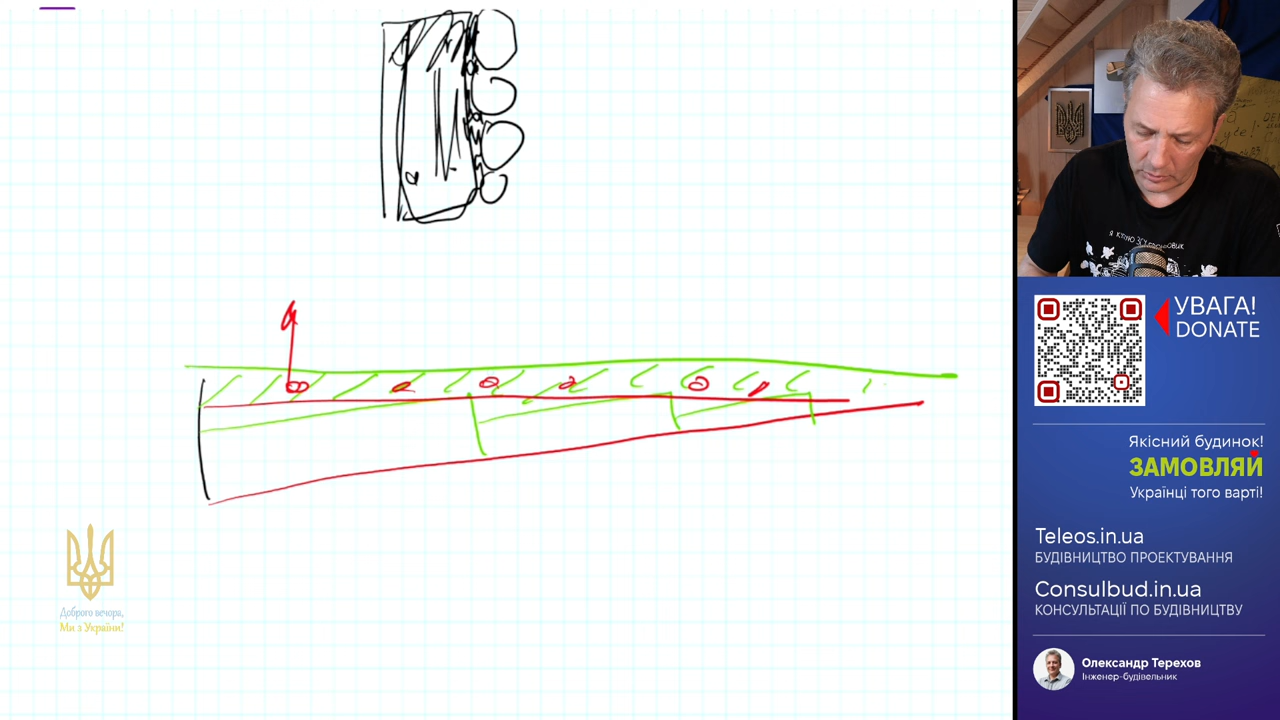 Доброго вечора,
Ми з України!
УВАГА!
DONATE
Якісний будинок!
ЗАМОВЛЯЙ
Українці того варті!
Teleos.in.ua
БУДІВНИЦТВО ПРОЕКТУВАННЯ
Consulbud.in.ua
КОНСУЛЬТАЦІЇ ПО БУДІВНИЦТВУ
Олександр Терехов
Інженер-будівельник